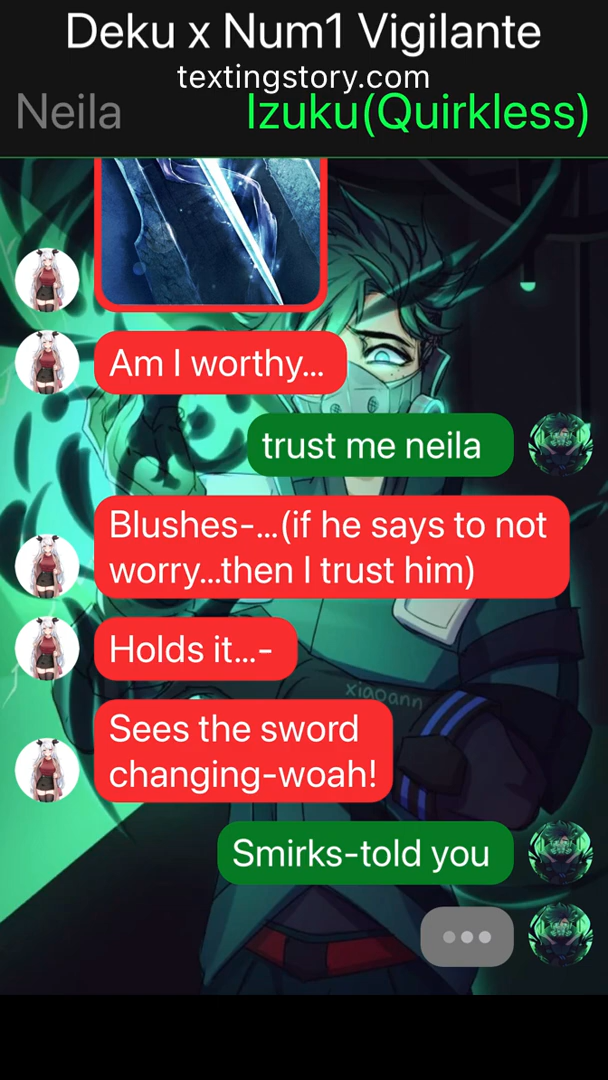 Deku x Num1 Vigilante
textingstory.com
Neila
Izuku(Quirkless)
Am I worthy...
trust me neila
Blushes-...(if he says to not
worry...then I trust him)
Holds it...-
xiaoann
Sees the sword
changing-woah!
Smirks-told you